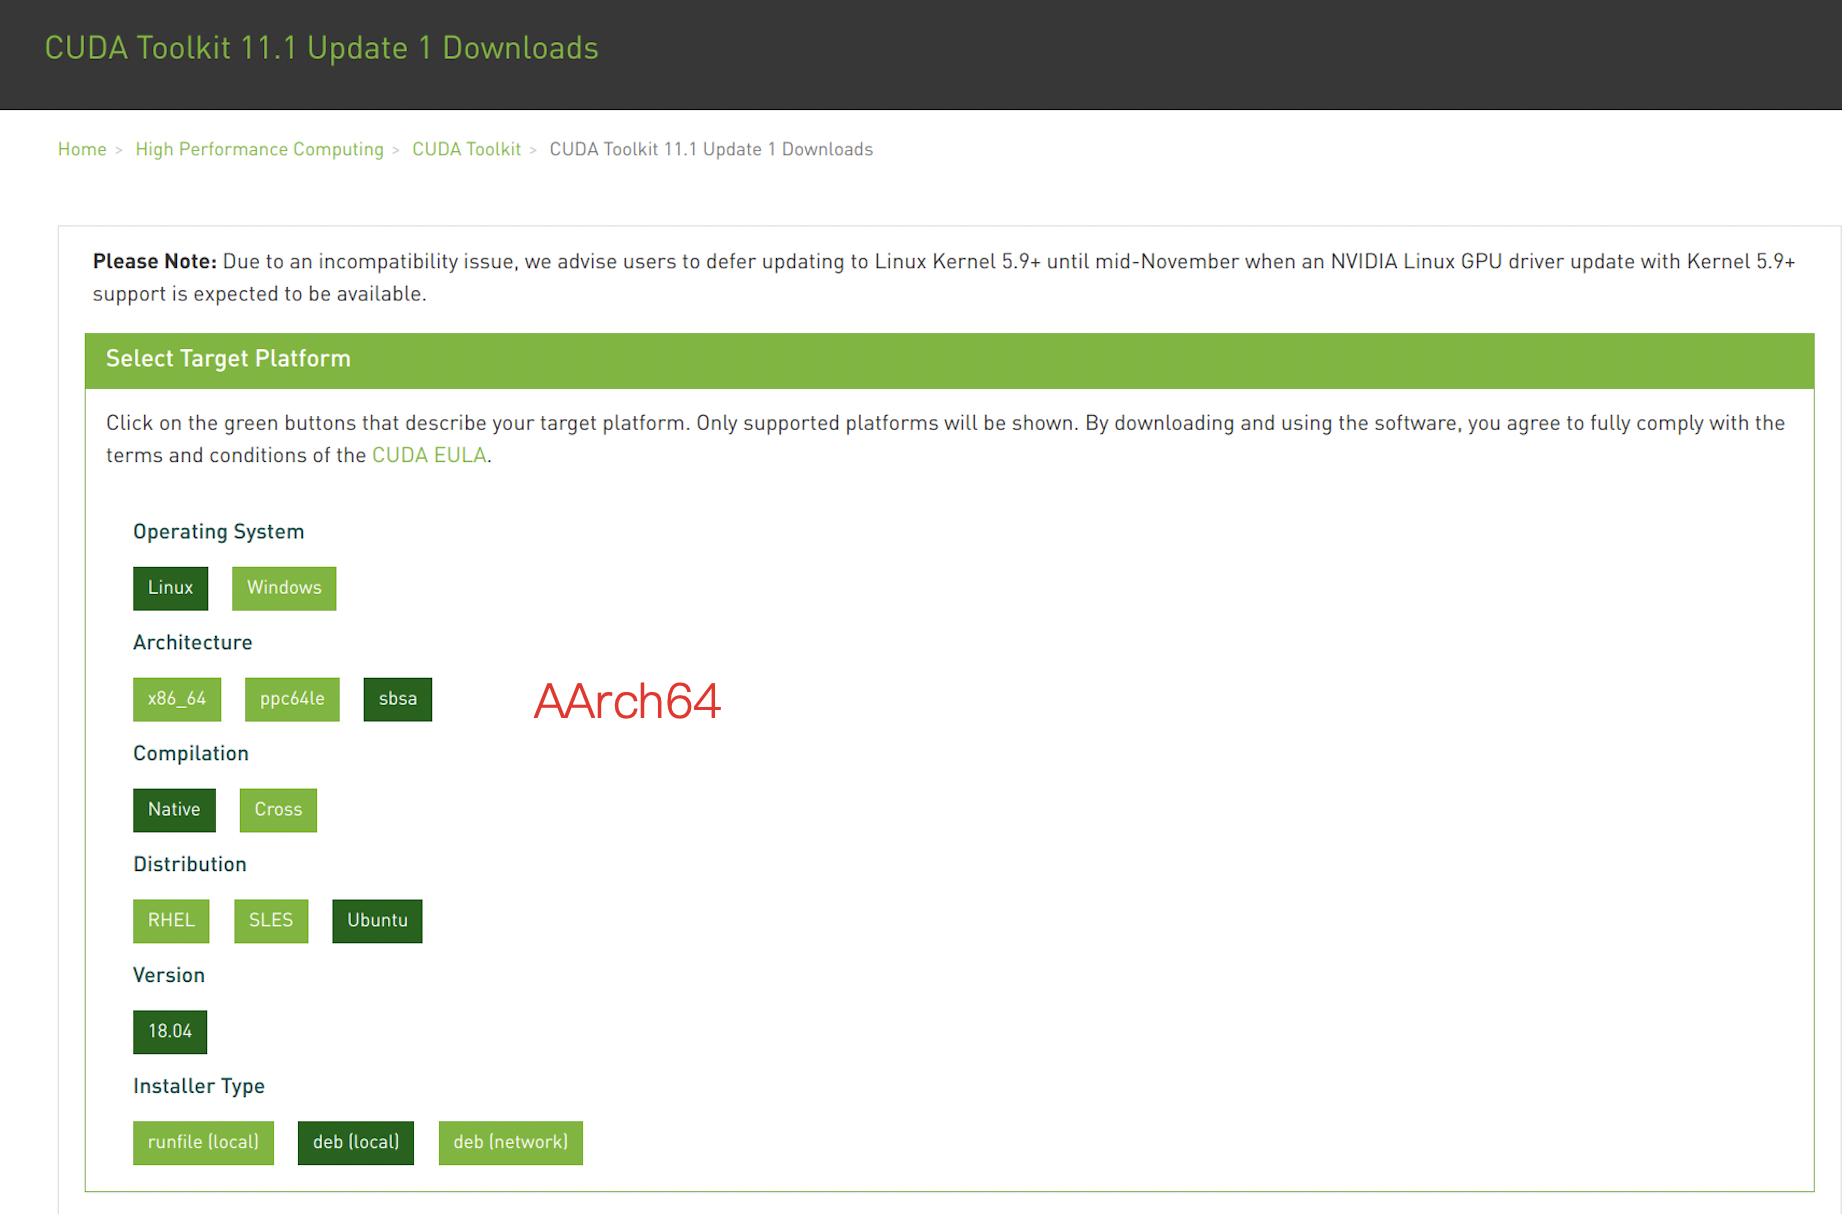 CUDA Toolkit 11.1 Update 1 Downloads
Home > High Performance Computing > CUDA Toolkit > CUDA Toolkit 11.1 Update 1 Downloads
Please Note: Due to an incompatibility issue, we advise users to defer updating to Linux Kernel 5.9+ until mid-November when an NVIDIA Linux GPU driver update with Kernel 5.9+
support is expected to be available.
Select Target Platform
Click on the green buttons that describe your target platform. Only supported platforms will be shown. By downloading and using the software, you agree to fully comply with the
terms and conditions of the CUDA EULA.
Operating System
Linux Windows
Architecture
x86_64 ppc64le sbsa AArch64
Compilation
Native Cross
Distribution
RHEL SLES Ubuntu
Version
18.04
Installer Type
runfile (local) deb (local) deb (network)